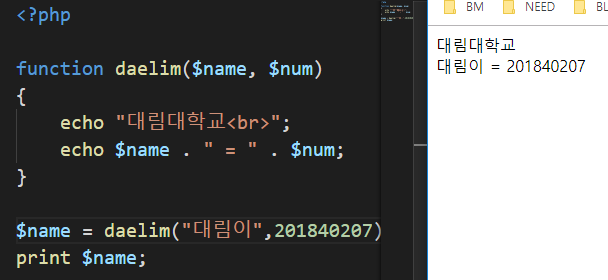 <?php
function daelim($name, $num)
{
echo "대림대학교<br>";
echo $name . " = " . $num;
}
$name = daelim("대림이",201840207)
print $name;
BM NEED BL
대림대학교
대림이 = 201840207